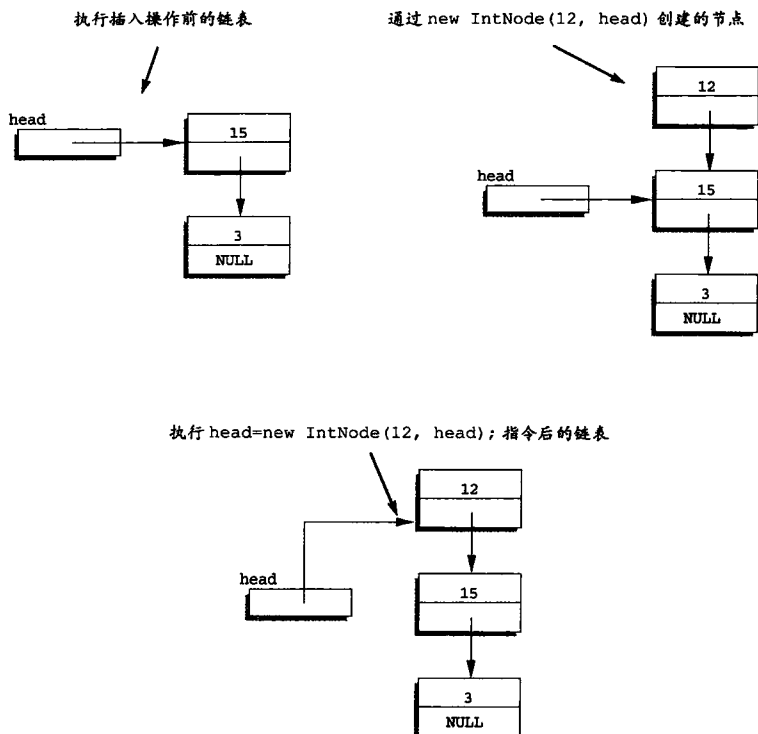 执行插入操作前的链表
head
15
3
NULL
通过 new IntNode(12, head) 创建的节点
12
head
15
3
NULL
执行 head=new IntNode(12, head); 指令后的链表
12
head
15
3
NULL